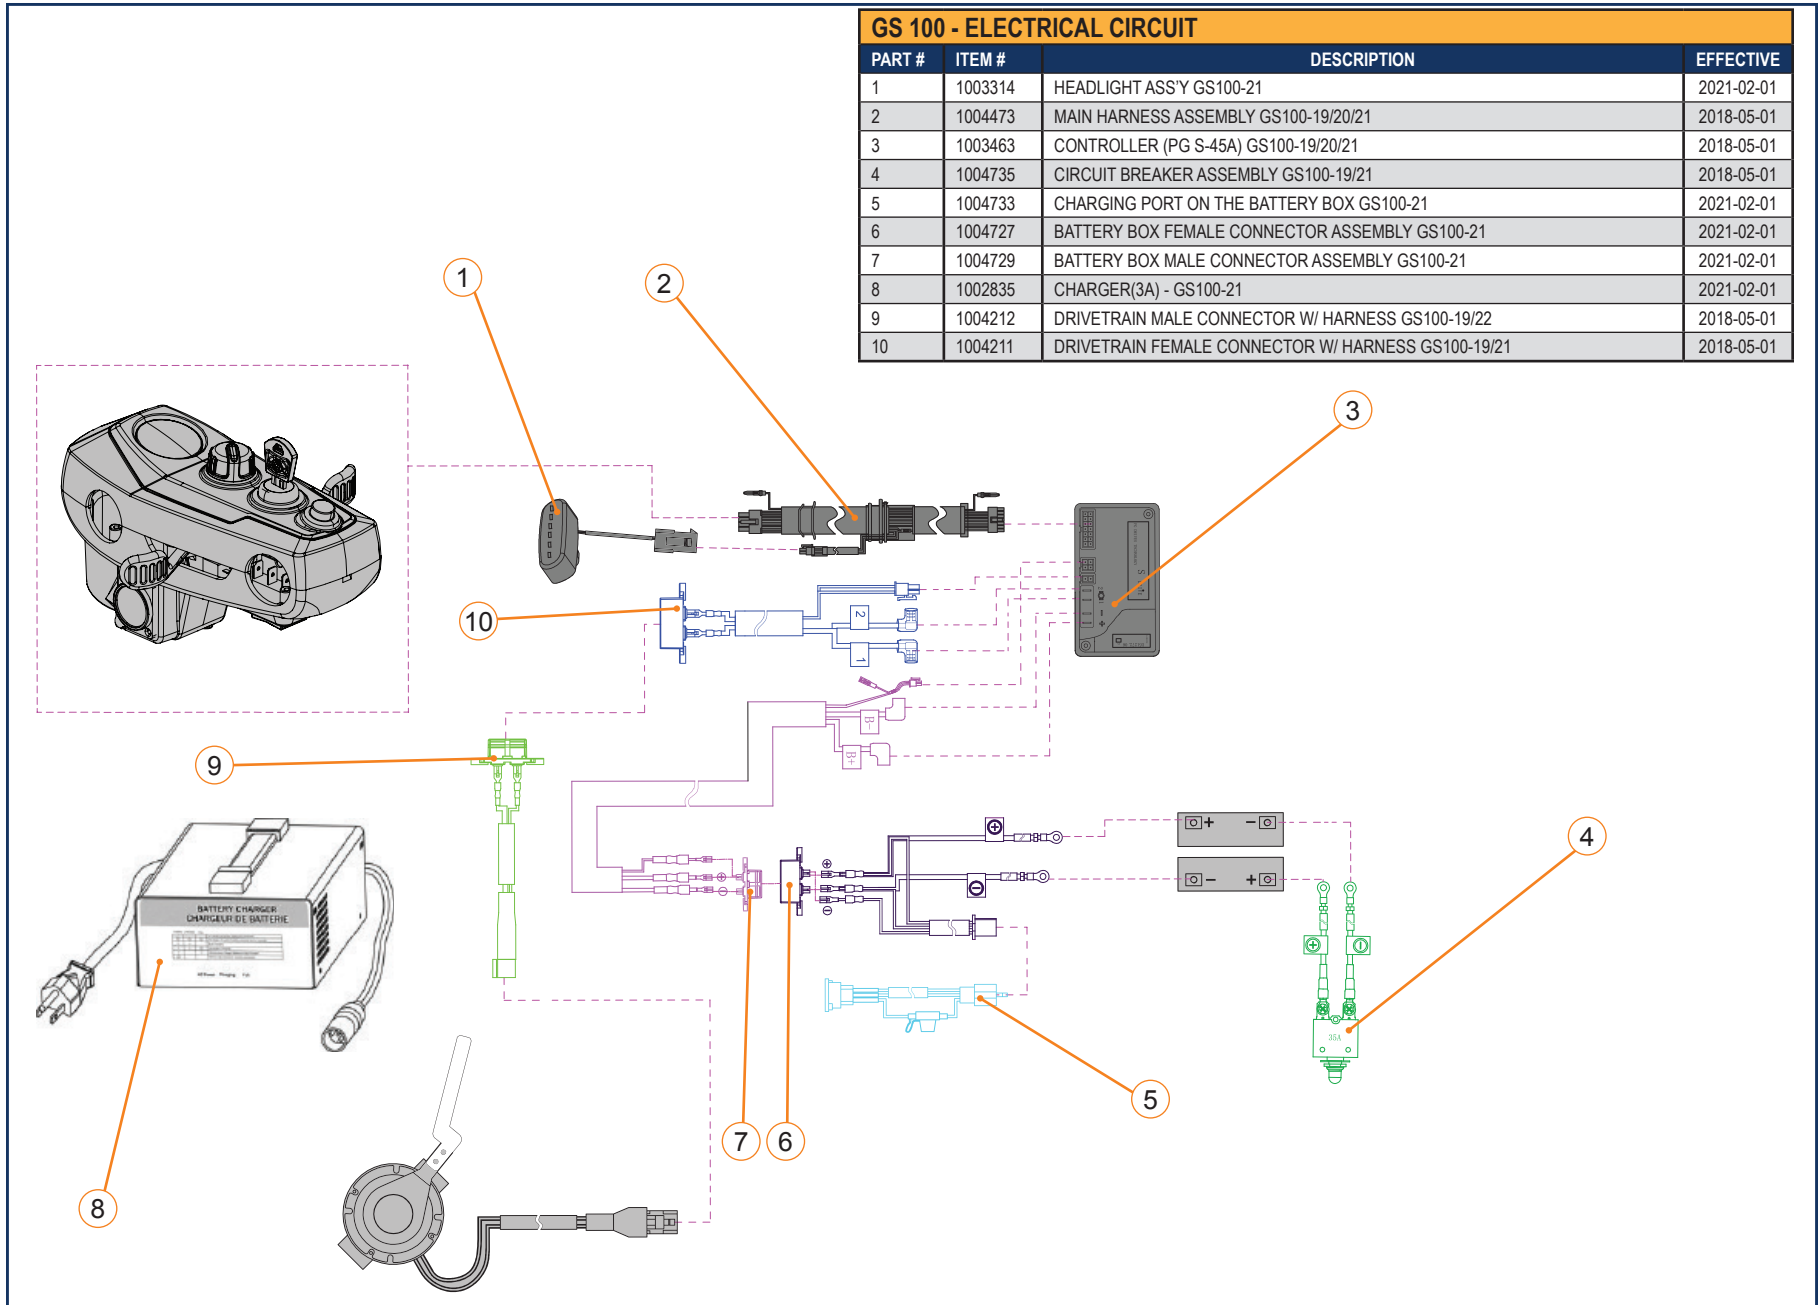 GS 100 - ELECTRICAL CIRCUIT
PART # ITEM # DESCRIPTION EFFECTIVE
1 1003314 HEADLIGHT ASS'Y GS100-21 2021-02-01
2 1004473 MAIN HARNESS ASSEMBLY GS100-19/20/21 2018-05-01
3 1003463 CONTROLLER (PG S-45A) GS100-19/20/21 2018-05-01
4 1004735 CIRCUIT BREAKER ASSEMBLY GS100-19/21 2018-05-01
5 1004733 CHARGING PORT ON THE BATTERY BOX GS100-21 2021-02-01
6 1004727 BATTERY BOX FEMALE CONNECTOR ASSEMBLY GS100-21 2021-02-01
7 1004729 BATTERY BOX MALE CONNECTOR ASSEMBLY GS100-21 2021-02-01
8 1002835 CHARGER(3A) - GS100-21 2021-02-01
9 1004212 DRIVETRAIN MALE CONNECTOR W/ HARNESS GS100-19/22 2018-05-01
10 1004211 DRIVETRAIN FEMALE CONNECTOR W/ HARNESS GS100-19/21 2018-05-01
1
2
3
10
2
1
B-
B+
9
+ -
- +
4
+
-
+
-
+
-
+ -
BATTERY CHARGER
CHARGEUR DE BATTERIE
35A
5
7
6
8